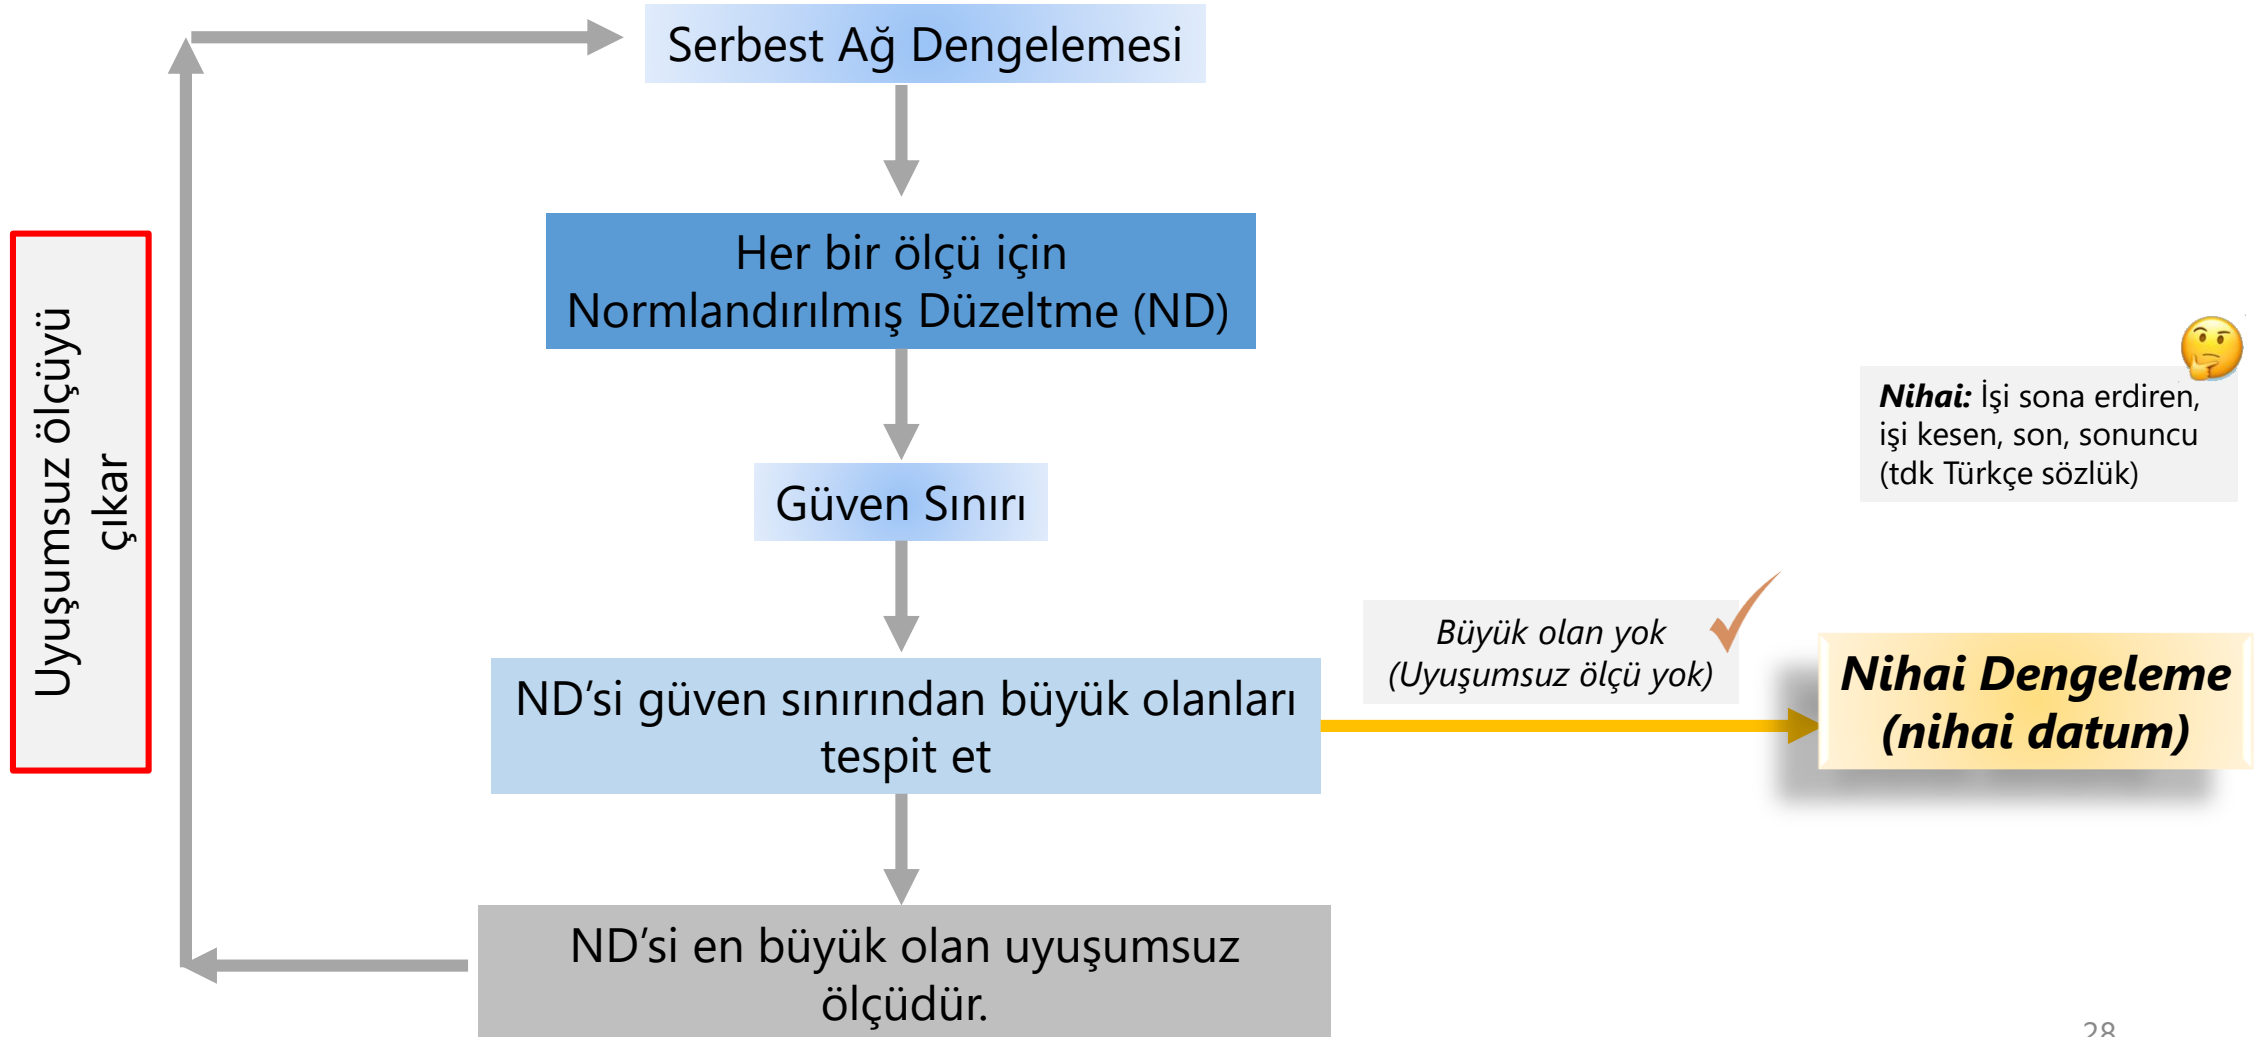 Serbest Ağ Dengelemesi
Her bir ölçü için
Normlandırılmış Düzeltme (ND)
Uyuşumsuz ölçüyü
çıkar
Güven Sınırı
Nihai: İşi sona erdiren,
işi kesen, son, sonuncu
(tdk Türkçe sözlük)
ND’si güven sınırından büyük olanları
tespit et
Büyük olan yok
(Uyuşumsuz ölçü yok)
Nihai Dengeleme
(nihai datum)
ND’si en büyük olan uyuşumsuz
ölçüdür.
28